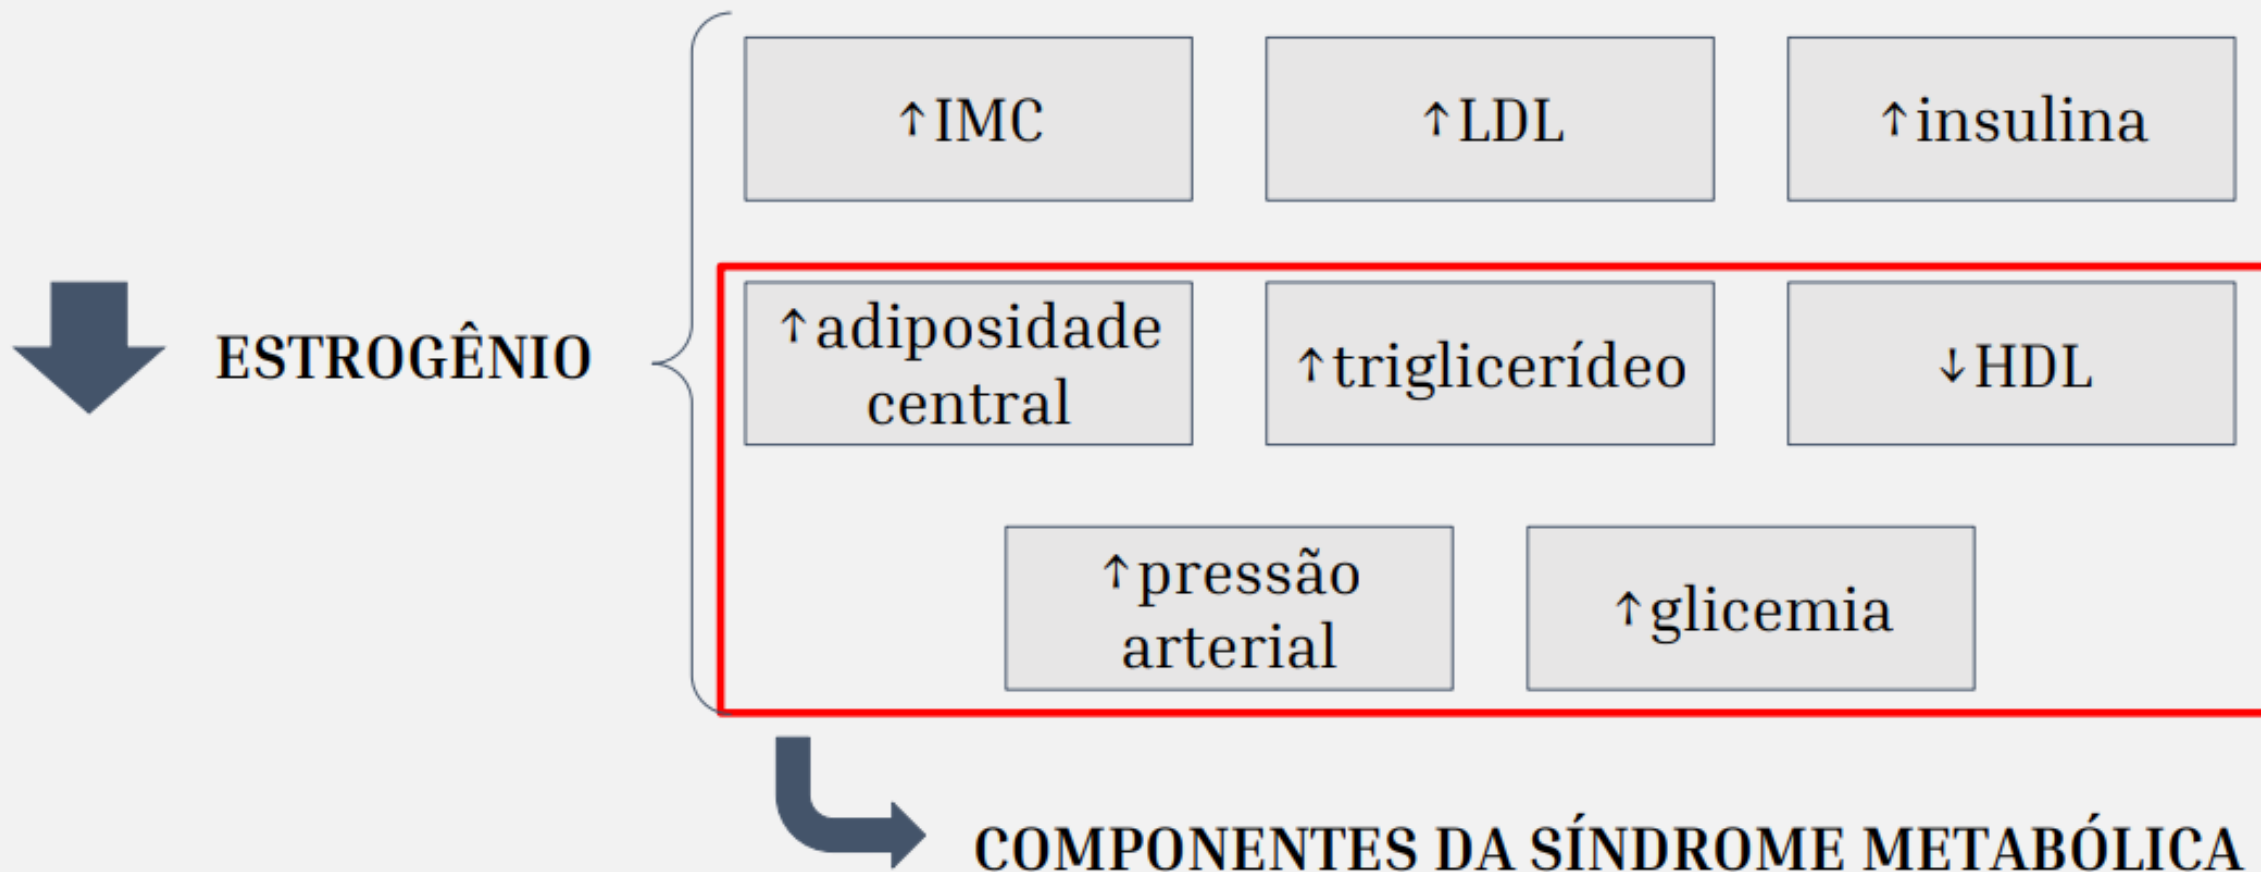 ↑IMC
↑LDL
↑insulina
ESTROGÊNIO
↑adiposidade
central
↑triglicerídeo
↓HDL
↑pressão
arterial
↑glicemia
COMPONENTES DA SÍNDROME METABÓLICA